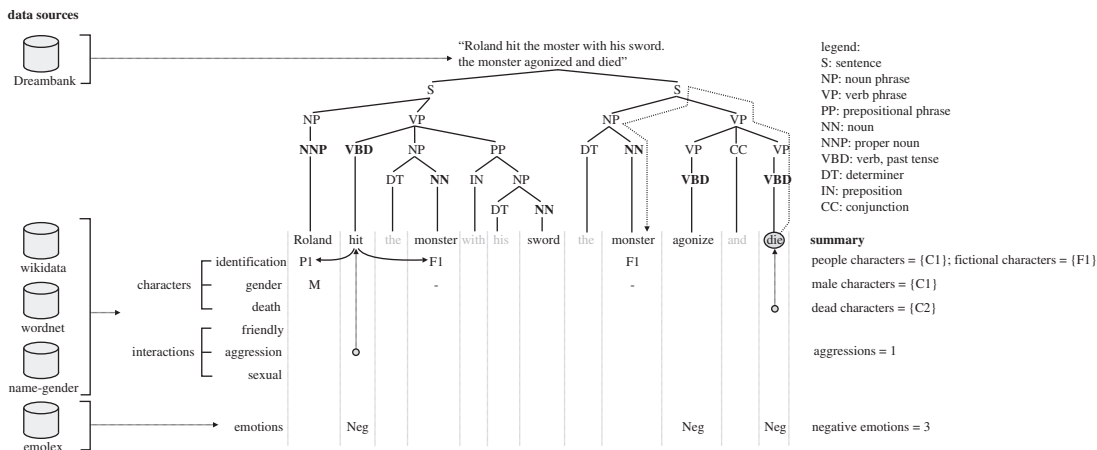 data sources
Dreambank
“Roland hit the moster with his sword.
the monster agonized and died”
legend:
S: sentence
NP: noun phrase
VP: verb phrase
PP: prepositional phrase
NN: noun
NNP: proper noun
VBD: verb, past tense
DT: determiner
IN: preposition
CC: conjunction
S S
NP VP NP VP
NNP VBD NP PP DT NN VP CC VP
DT NN IN NP VBD VBD
DT NN
Roland hit the monster with his sword the monster agonize and die summary
wikidata
identification P1 F1 F1 people characters = {C1}; fictional characters = {F1}
characters gender M - - male characters = {C1}
death dead characters = {C2}
wordnet
friendly
interactions aggression aggressions = 1
sexual
name-gender
emotions Neg Neg Neg negative emotions = 3
emolex